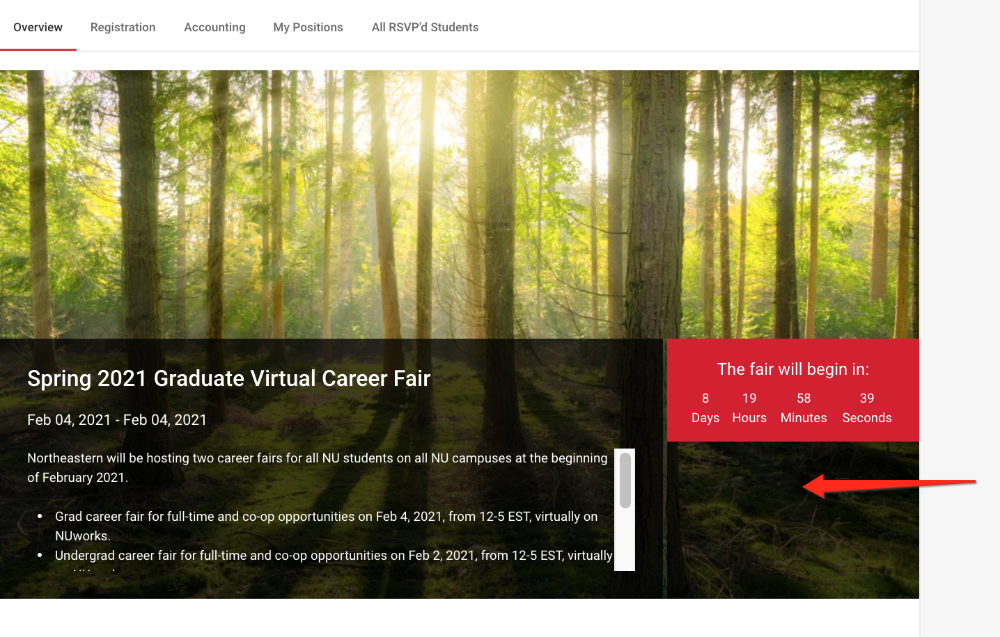 Overview Registration Accounting My Positions All RSVP'd Students
Spring 2021 Graduate Virtual Career Fair
Feb 04, 2021 - Feb 04, 2021
Northeastern will be hosting two career fairs for all NU students on all NU campuses at the beginning
of February 2021.
• Grad career fair for full-time and co-op opportunities on Feb 4, 2021, from 12-5 EST, virtually on
NUworks.
• Undergrad career fair for full-time and co-op opportunities on Feb 2, 2021, from 12-5 EST, virtually
The fair will begin in:
8 19 58 39
Days Hours Minutes Seconds